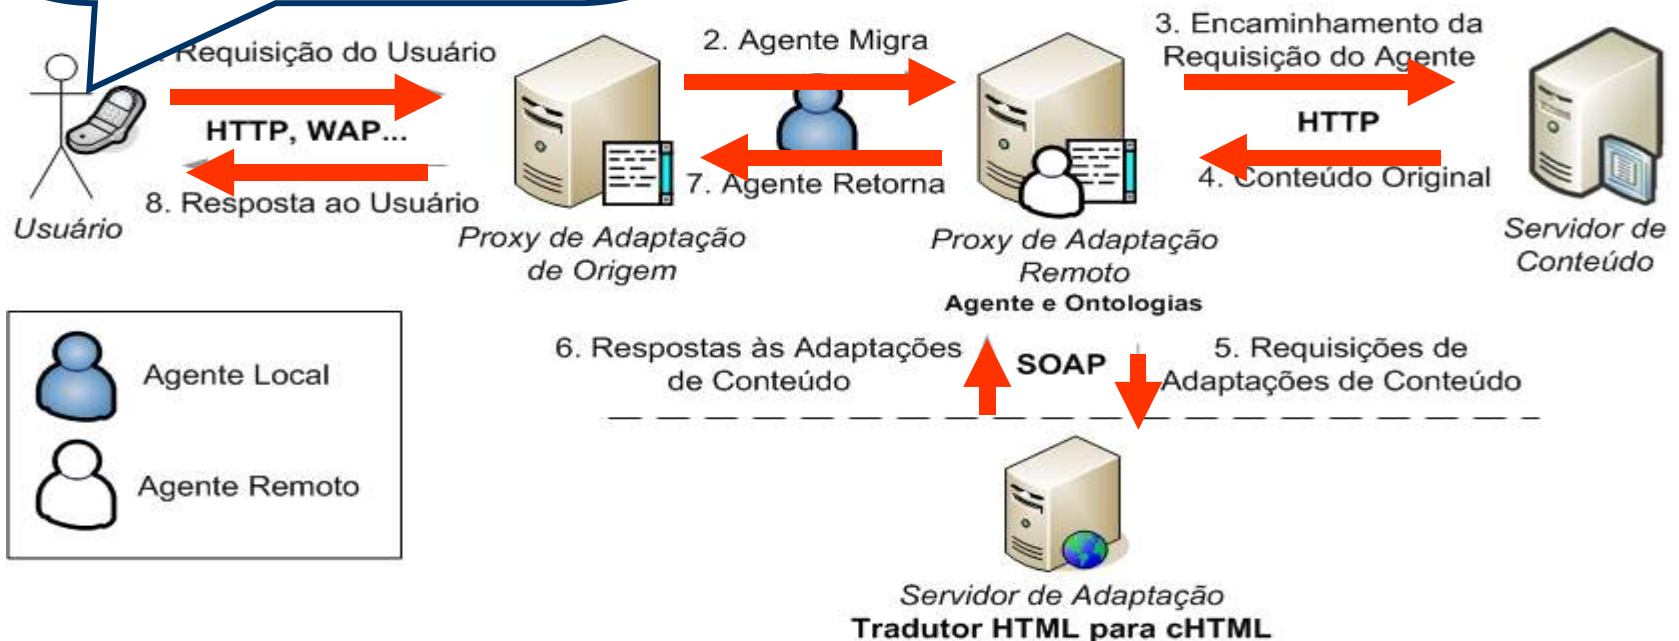 Requisição do Usuário
HTTP, WAP...
8. Resposta ao Usuário
Usuário
2. Agente Migra
7. Agente Retorna
Proxy de Adaptação
de Origem
3. Encaminhamento da
Requisição do Agente
HTTP
4. Conteúdo Original
Proxy de Adaptação
Remoto
Agente e Ontologias
Servidor de
Conteúdo
6. Respostas às Adaptações
de Conteúdo
SOAP
5. Requisições de
Adaptações de Conteúdo
Agente Local
Agente Remoto
Servidor de Adaptação
Tradutor HTML para cHTML